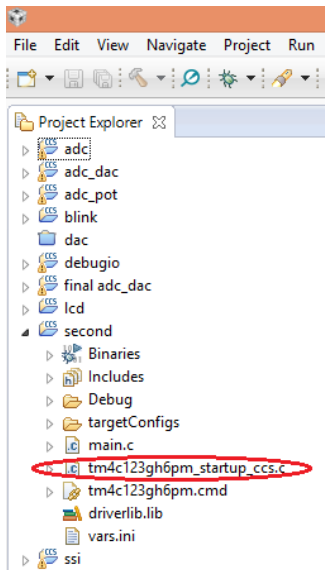 File Edit View Navigate Project Run
Project Explorer
adc
adc_dac
adc_pot
blink
dac
debugio
final adc_dac
lcd
second
Binaries
Includes
Debug
targetConfigs
main.c
tm4c123gh6pm_startup_ccs.c
tm4c123gh6pm.cmd
driverlib.lib
vars.ini
ssi